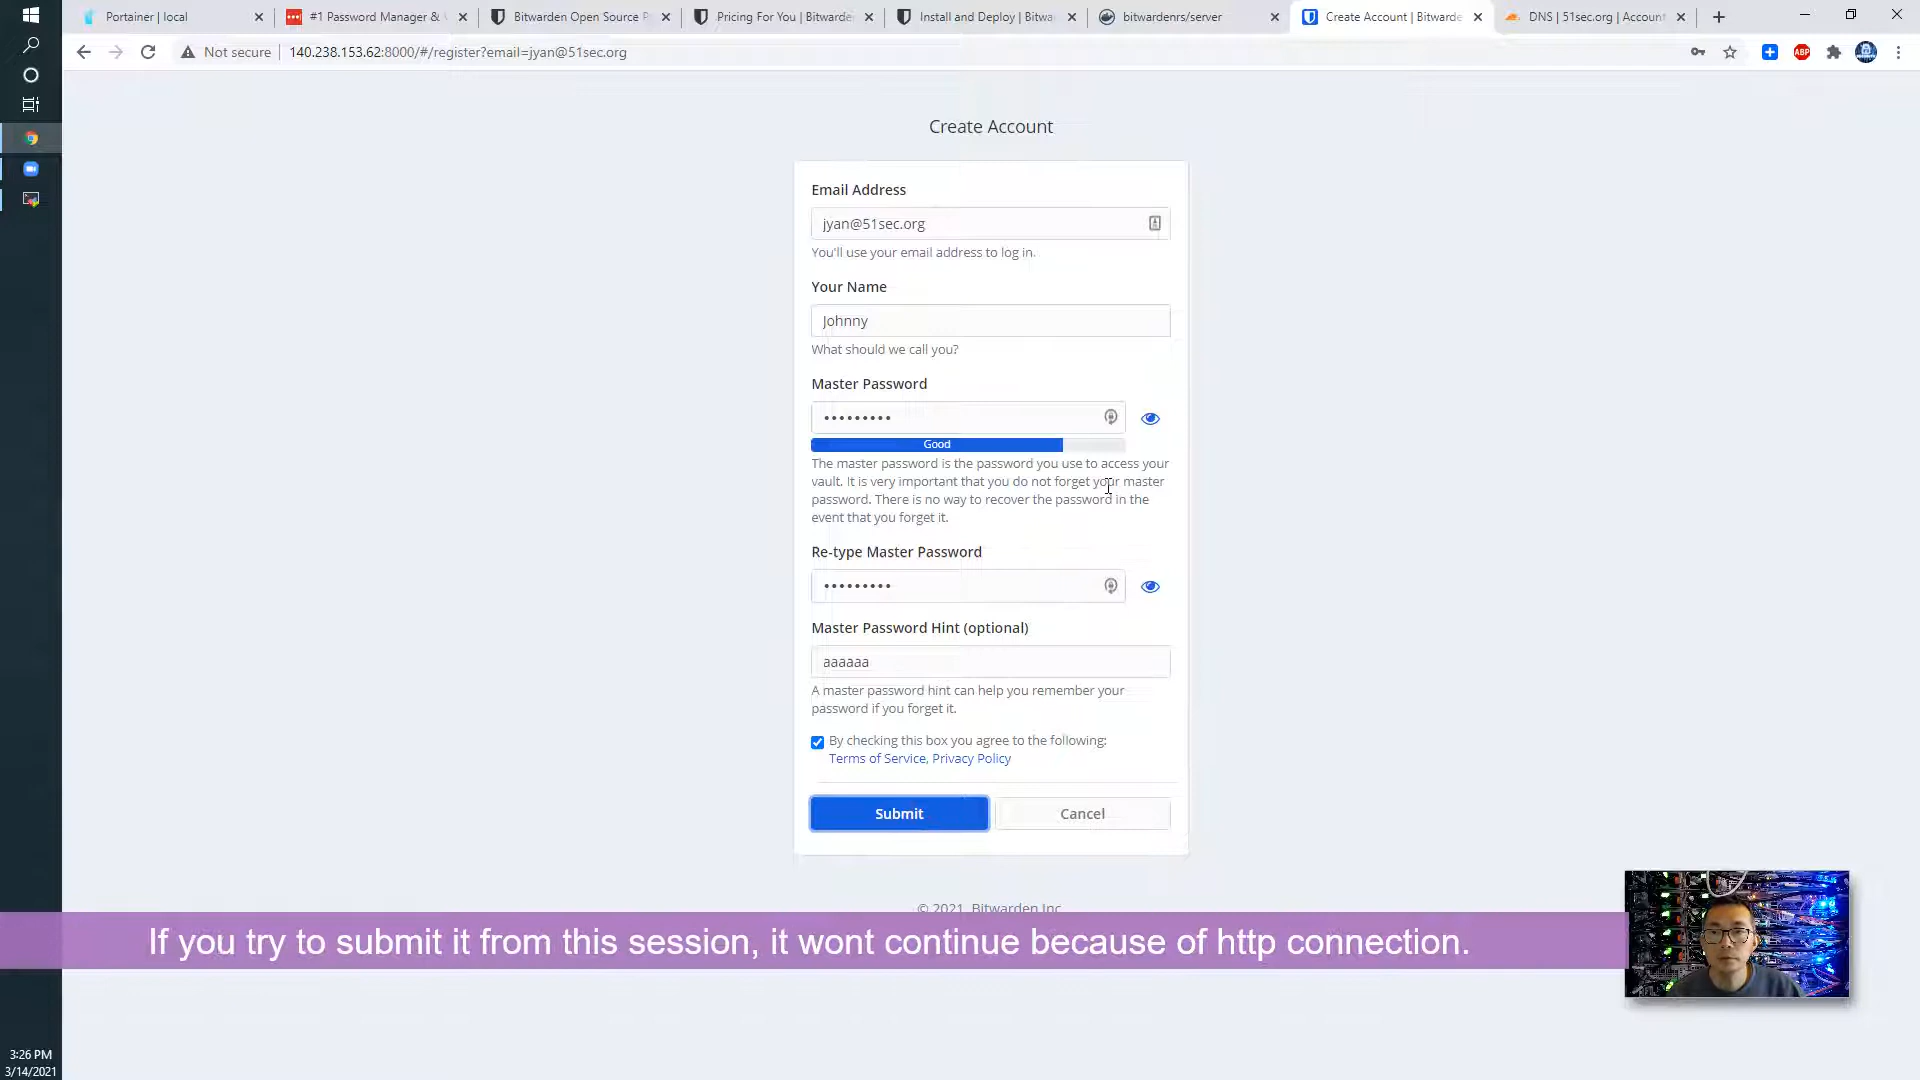 Portainer | local
#1 Password Manager &
Bitwarden Open Source P
Pricing For You | Bitwarde
Install and Deploy | Bitwa
bitwardenrs/server
Create Account | Bitwarde
DNS | 51sec.org | Account
Not secure
140.238.153.62:8000/#/register?email=jyan@51sec.org
ABP
Create Account
Email Address
jyan@51sec.org
You'll use your email address to log in.
Your Name
Johnny
What should we call you?
Master Password
Good
The master password is the password you use to access your
vault. It is very important that you do not forget your master
password. There is no way to recover the password in the
event that you forget it.
Re-type Master Password
Master Password Hint (optional)
aaaaaa
A master password hint can help you remember your
password if you forget it.
By checking this box you agree to the following:
Terms of Service, Privacy Policy
Submit
Cancel
© 2021, Bitwarden Inc.
If you try to submit it from this session, it wont continue because of http connection.
3:26 PM
3/14/2021